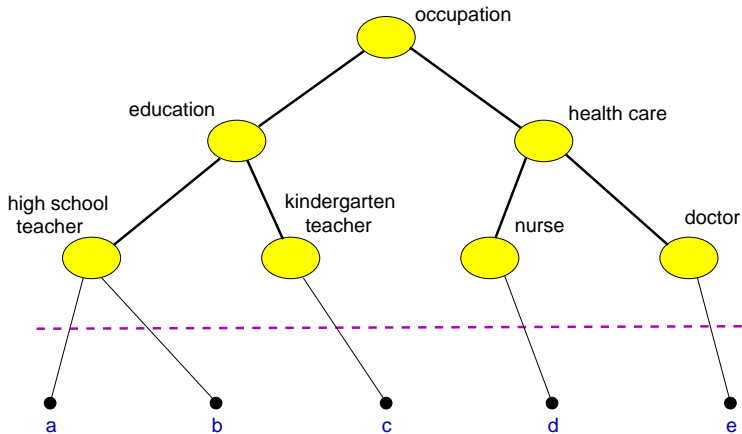 occupation
education
health care
high school
teacher
kindergarten
teacher
nurse
doctor
a
b
c
d
e